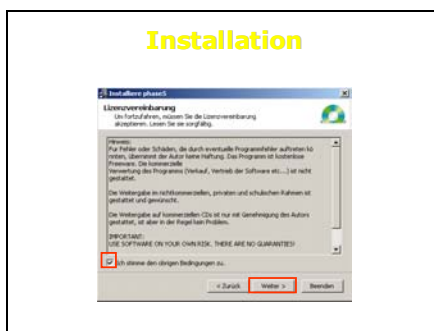 Installation
Installiere phase5
Lizenzvereinbarung
Um fortzufahren, müssen Sie die Lizenzvereinbarung
akzeptieren. Lesen Sie sie sorgfältig.
Hinweis:
Für Fehler oder Schäden, die durch eventuelle Programmfehler auftreten kö
nnten, übernimmt der Autor keine Haftung. Das Programm ist kostenlose
Freeware. Die kommerzielle
Verwertung des Programms (Verkauf, Vertrieb der Software etc...) ist nicht
gestattet.
Die Weitergabe im nichtkommerziellen, privaten und schulischen Rahmen ist
gestattet und gewünscht.
Die Weitergabe auf kommerziellen CDs ist nur mit Genehmigung des Autors
gestattet, ist aber in der Regel kein Problem.
IMPORTANT:
USE SOFTWARE ON YOUR OWN RISK. THERE ARE NO GUARANTIES!
Ich stimme den obigen Bedingungen zu.
< Zurück Weiter > Beenden